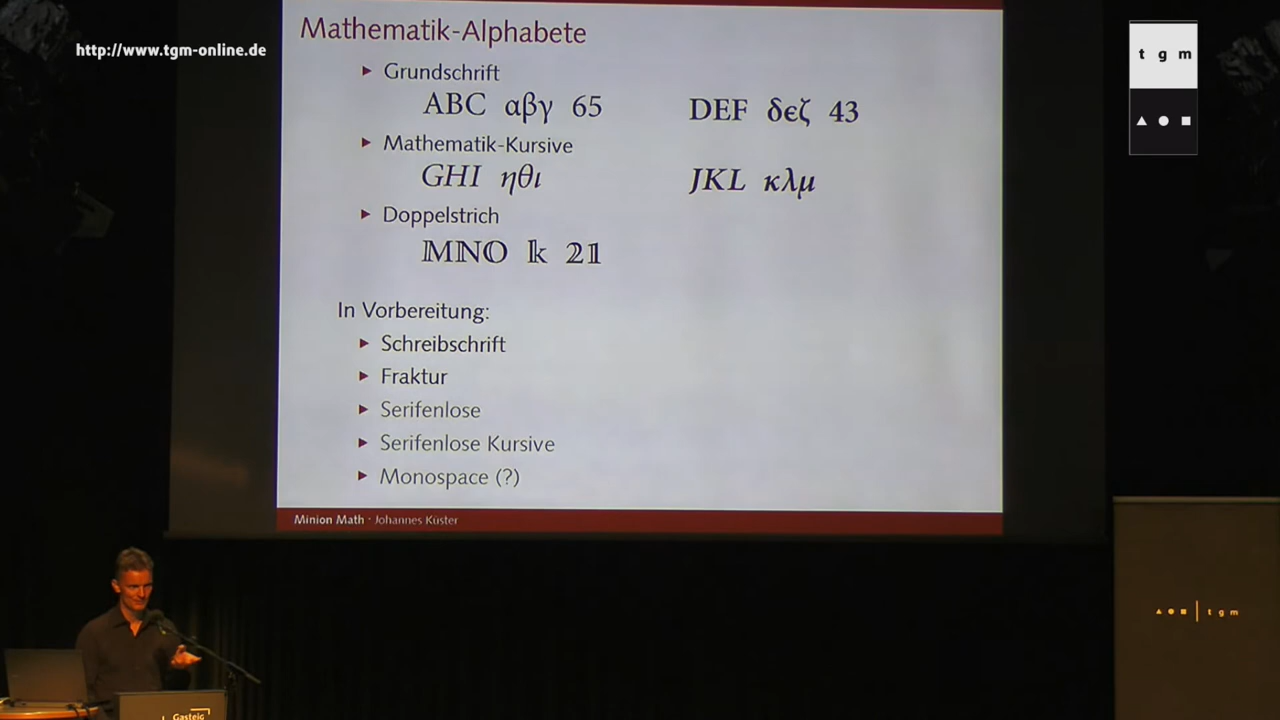 http://www.tgm-online.de
t g m
Mathematik-Alphabete
▸ Grundschrift
ABC αβγ 65 DEF δϵζ 43
▸ Mathematik-Kursive
GHI ηθι JKL κλμ
▸ Doppelstrich
𝕄ℕ𝕆 𝕜 𝟚𝟙
In Vorbereitung:
▸ Schreibschrift
▸ Fraktur
▸ Serifenlose
▸ Serifenlose Kursive
▸ Monospace (?)
Minion Math · Johannes Küster
t g m
Gasteig